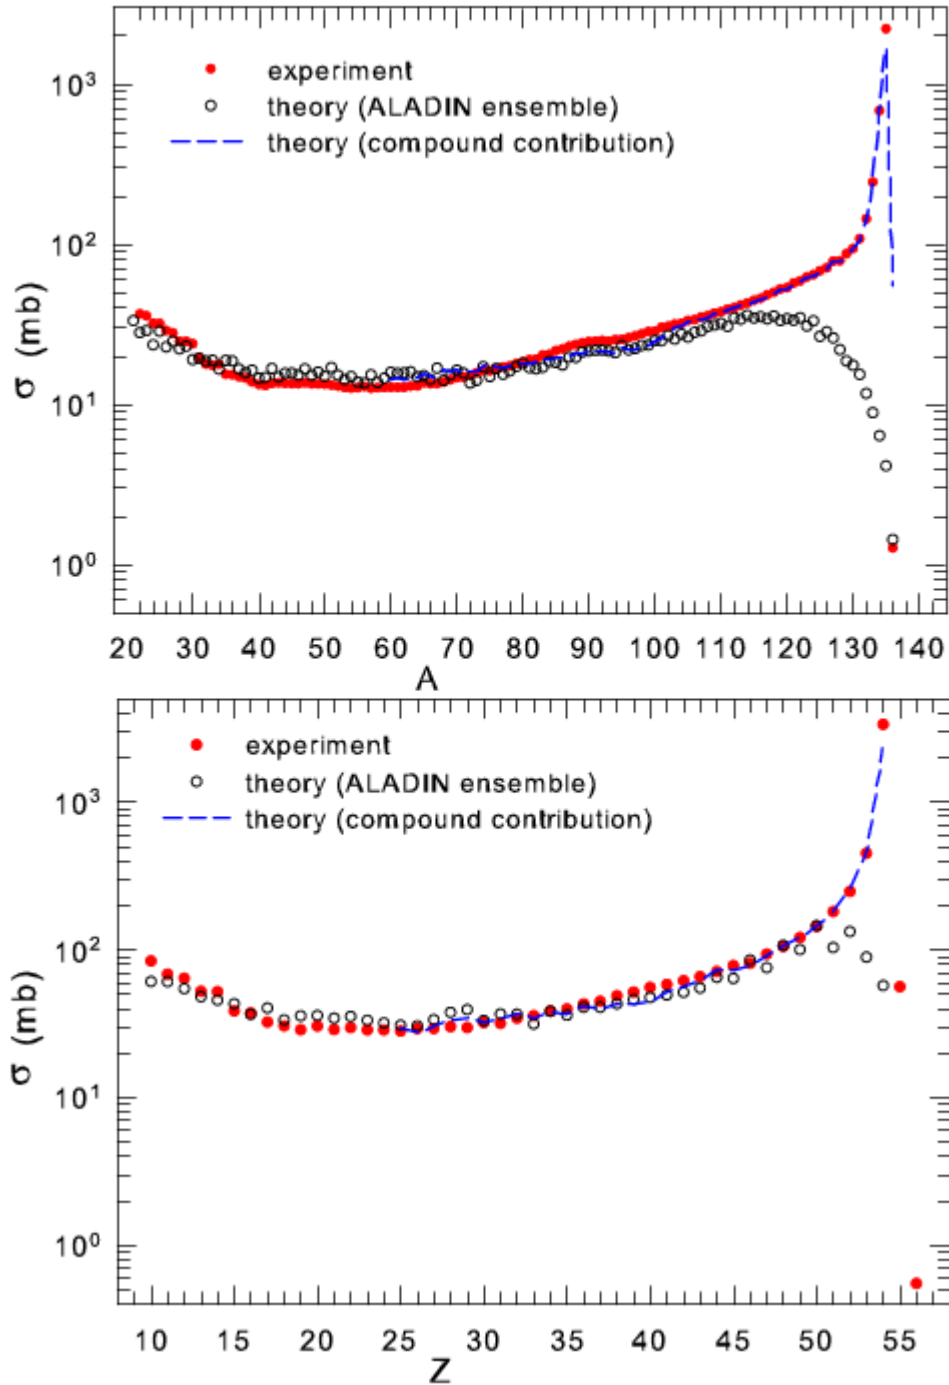 experiment
theory (ALADIN ensemble)
theory (compound contribution)
10³
10²
10¹
10⁰
σ (mb)
20 30 40 50 60 70 80 90 100 110 120 130 140
A
experiment
theory (ALADIN ensemble)
theory (compound contribution)
10³
10²
10¹
10⁰
σ (mb)
10 15 20 25 30 35 40 45 50 55
Z